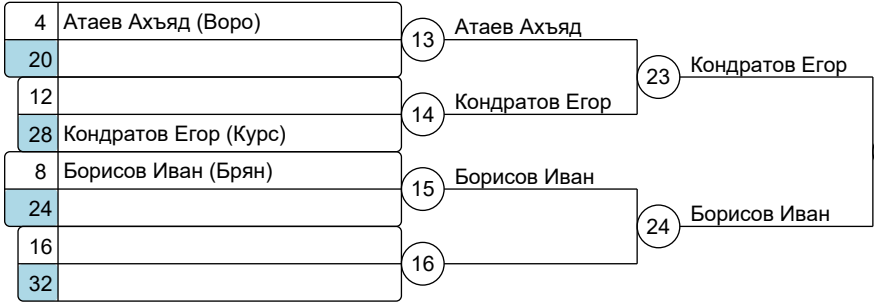 4 Атаев Ахъяд (Воро)
20
12
28 Кондратов Егор (Курс)
8 Борисов Иван (Брян)
24
16
32
13 Атаев Ахъяд
14 Кондратов Егор
15 Борисов Иван
16
23 Кондратов Егор
24 Борисов Иван